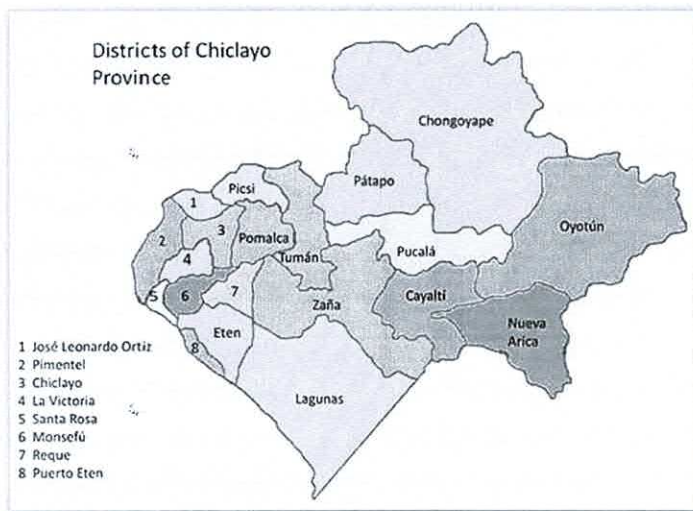 Districts of Chiclayo
Province
Chongoyape
Pátapo
Picsi
1
Oyotún
3
2
Pomalca
Pucalá
4
Tumán
Cayaltí
7
5
6
Zaña
Nueva
Arica
Eten
8
Lagunas
1 José Leonardo Ortiz
2 Pimentel
3 Chiclayo
4 La Victoria
5 Santa Rosa
6 Monsefú
7 Reque
8 Puerto Eten